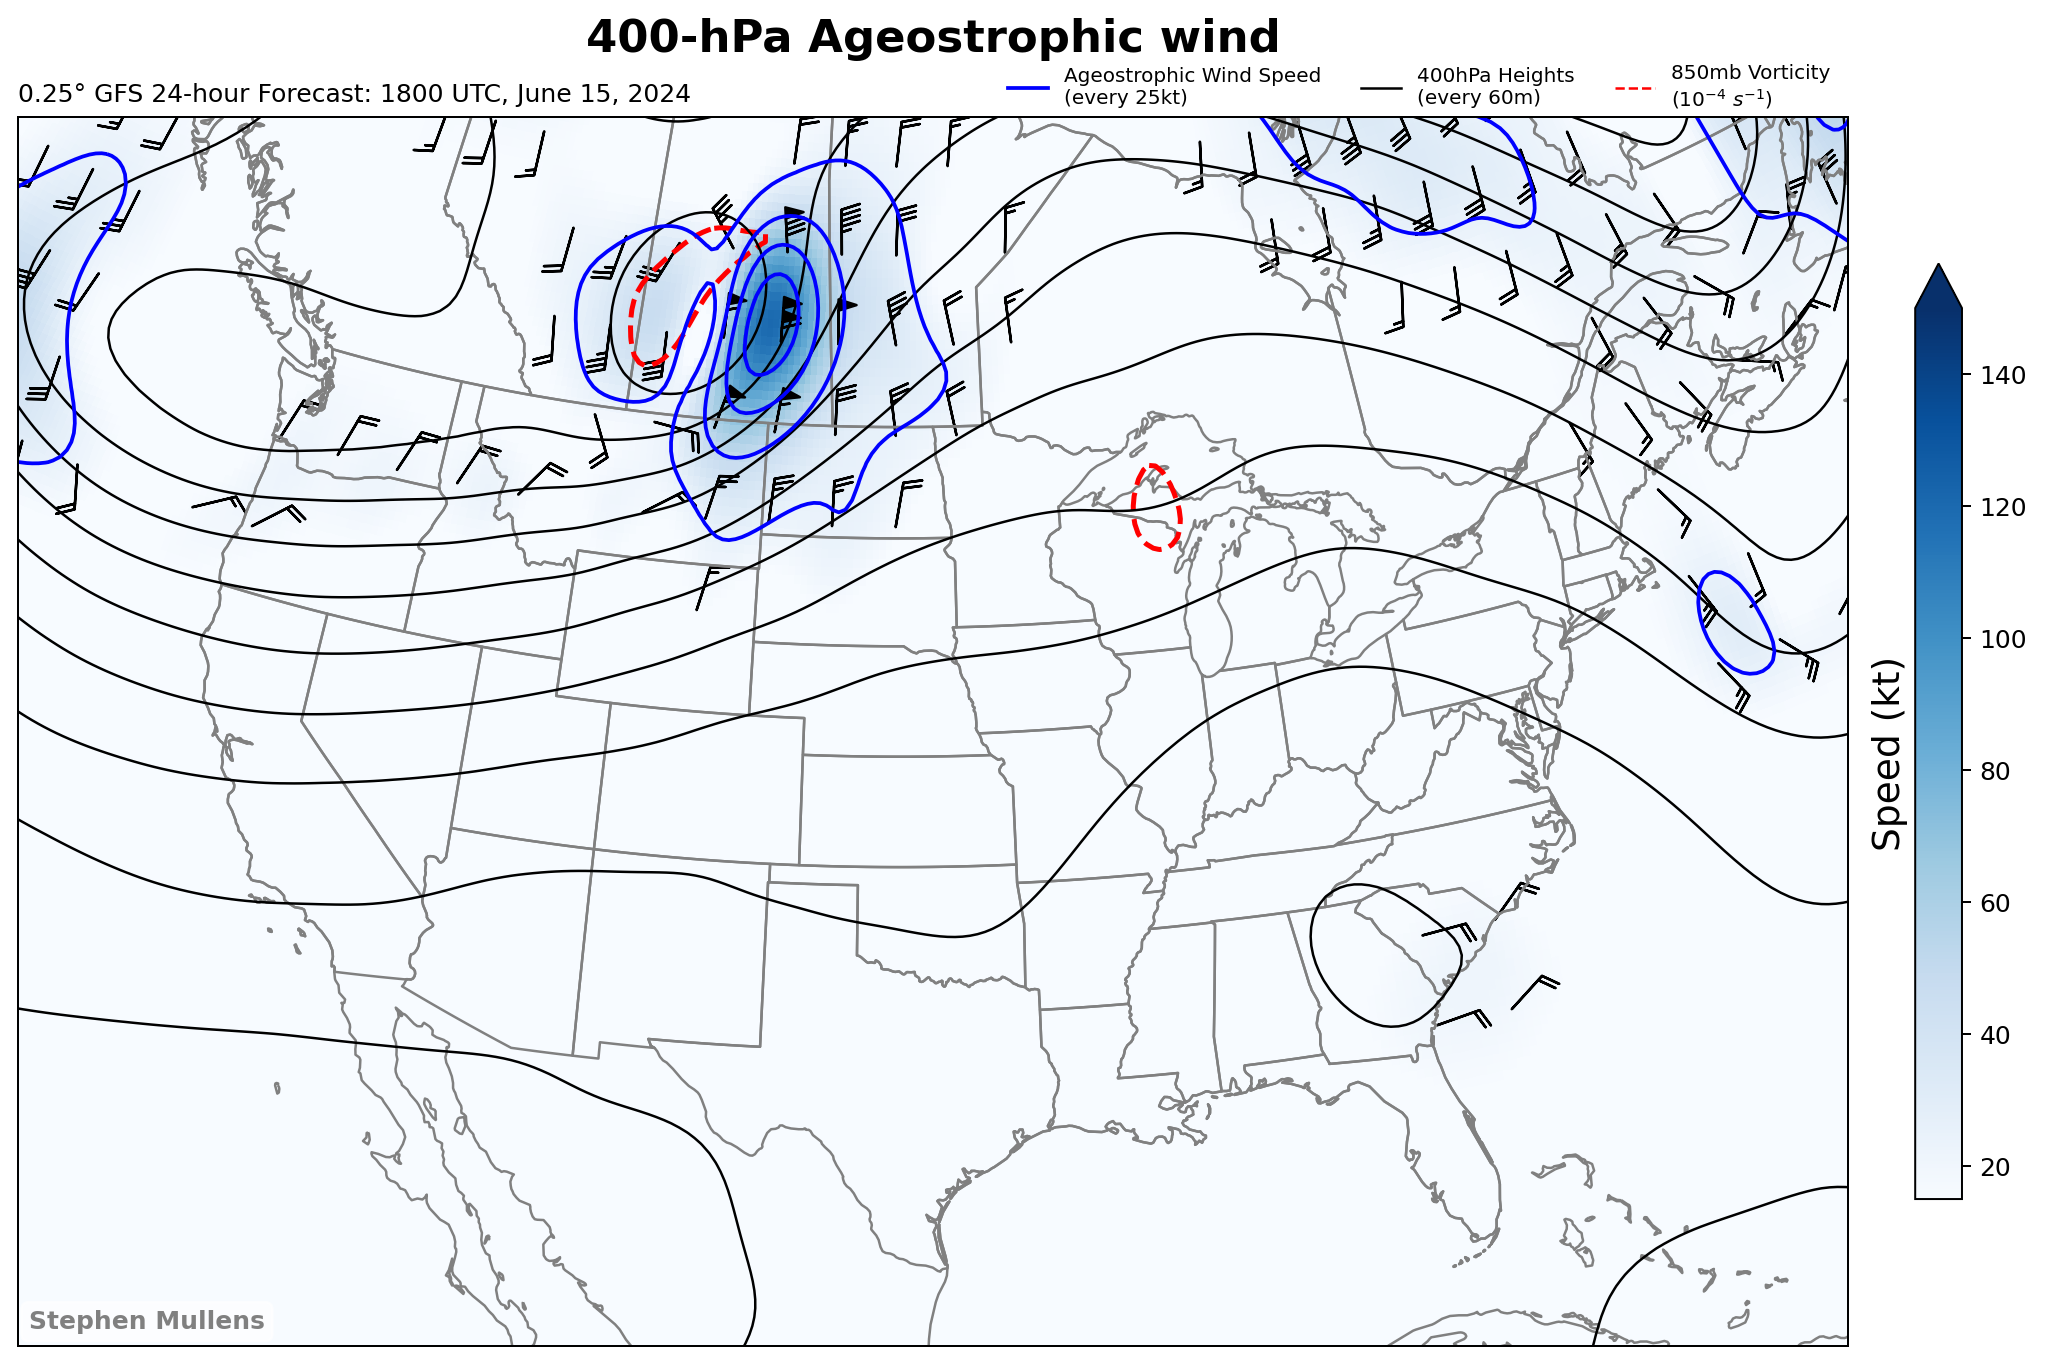 400-hPa Ageostrophic wind
0.25° GFS 24-hour Forecast: 1800 UTC, June 15, 2024
Ageostrophic Wind Speed
(every 25kt)
400hPa Heights
(every 60m)
850mb Vorticity
(10⁻⁴ s⁻¹)
140
120
100
80
60
40
20
Speed (kt)
Stephen Mullens